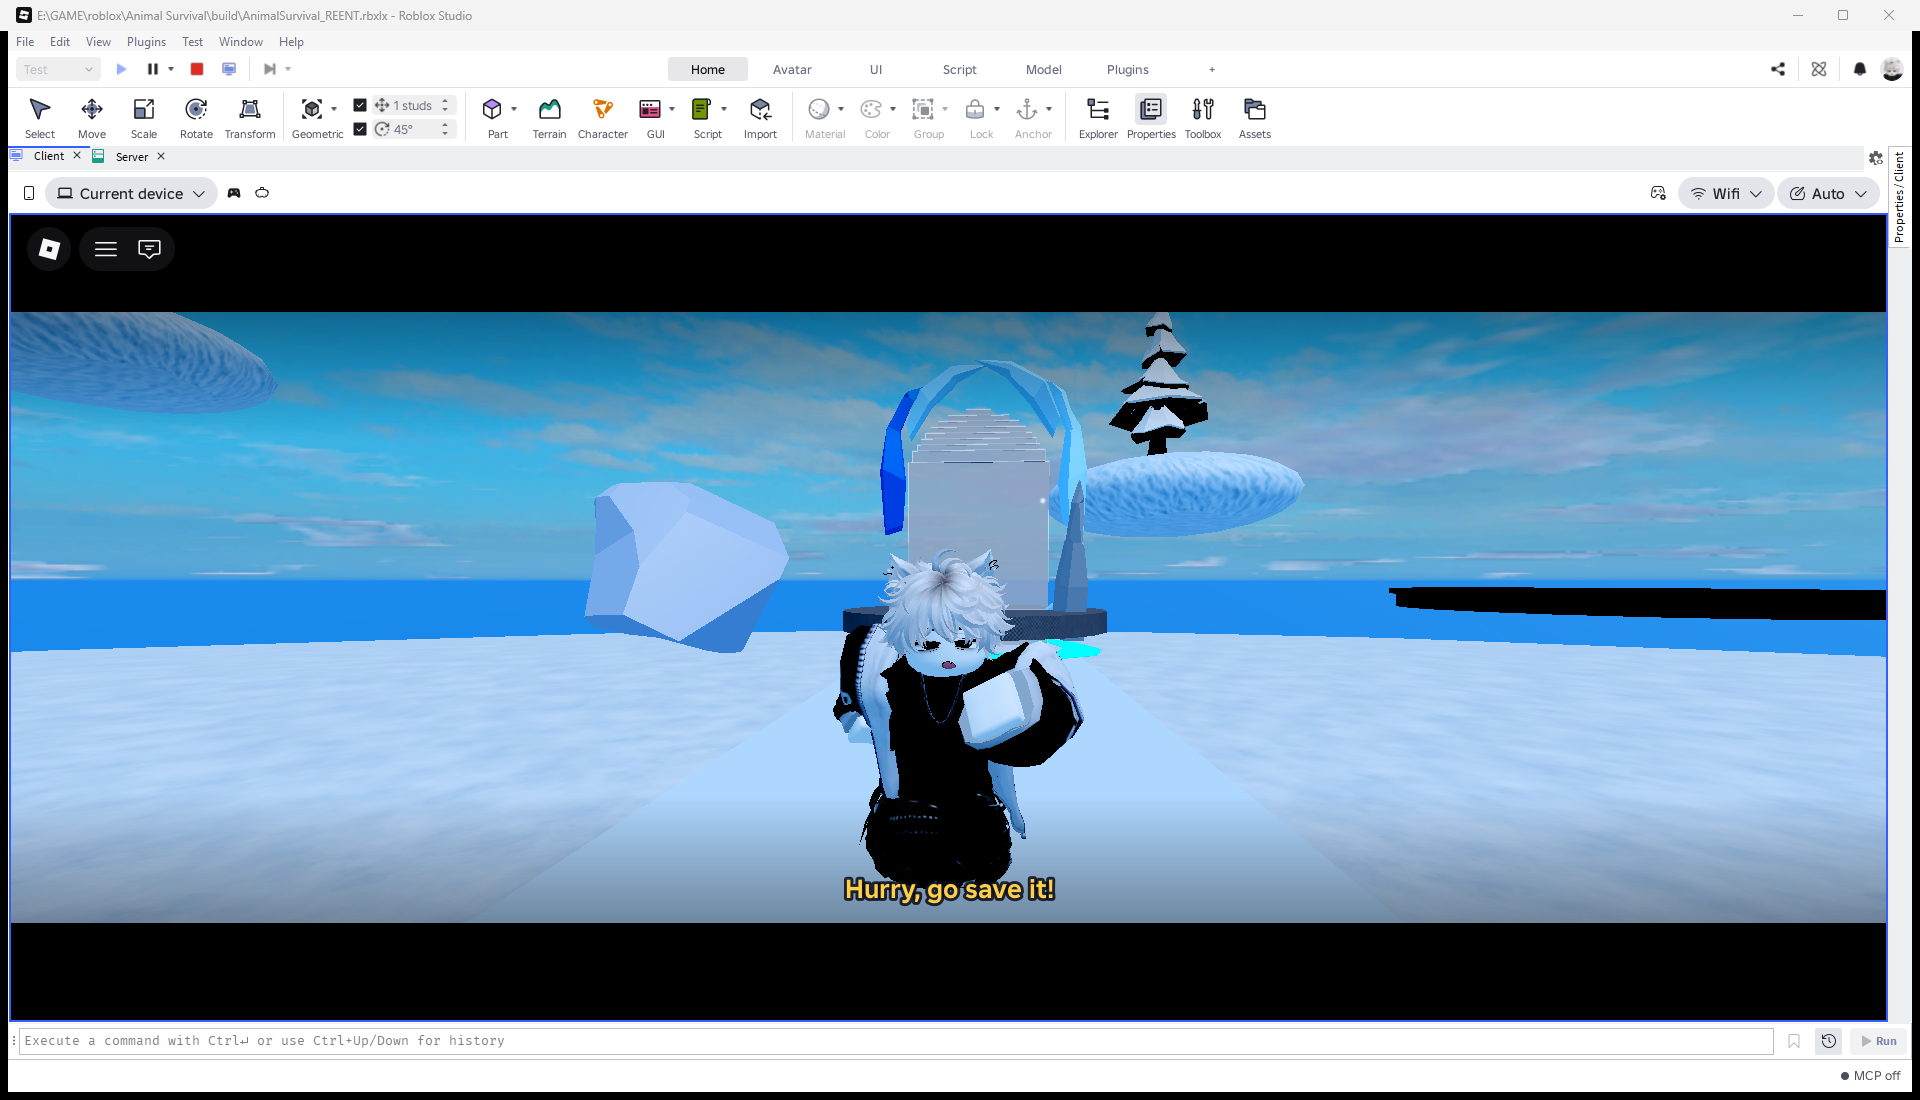 E:\GAME\roblox\Animal Survival\build\AnimalSurvival_REENT.rbxlx - Roblox Studio
File Edit View Plugins Test Window Help
Test
Home Avatar UI Script Model Plugins +
1 studs
45°
Select Move Scale Rotate Transform Geometric Part Terrain Character GUI Script Import Material Color Group Lock Anchor Explorer Properties Toolbox Assets
Client Server
Properties / Client
Current device Wifi Auto
Hurry, go save it!
Execute a command with Ctrl↵ or use Ctrl+Up/Down for history
Run
MCP off